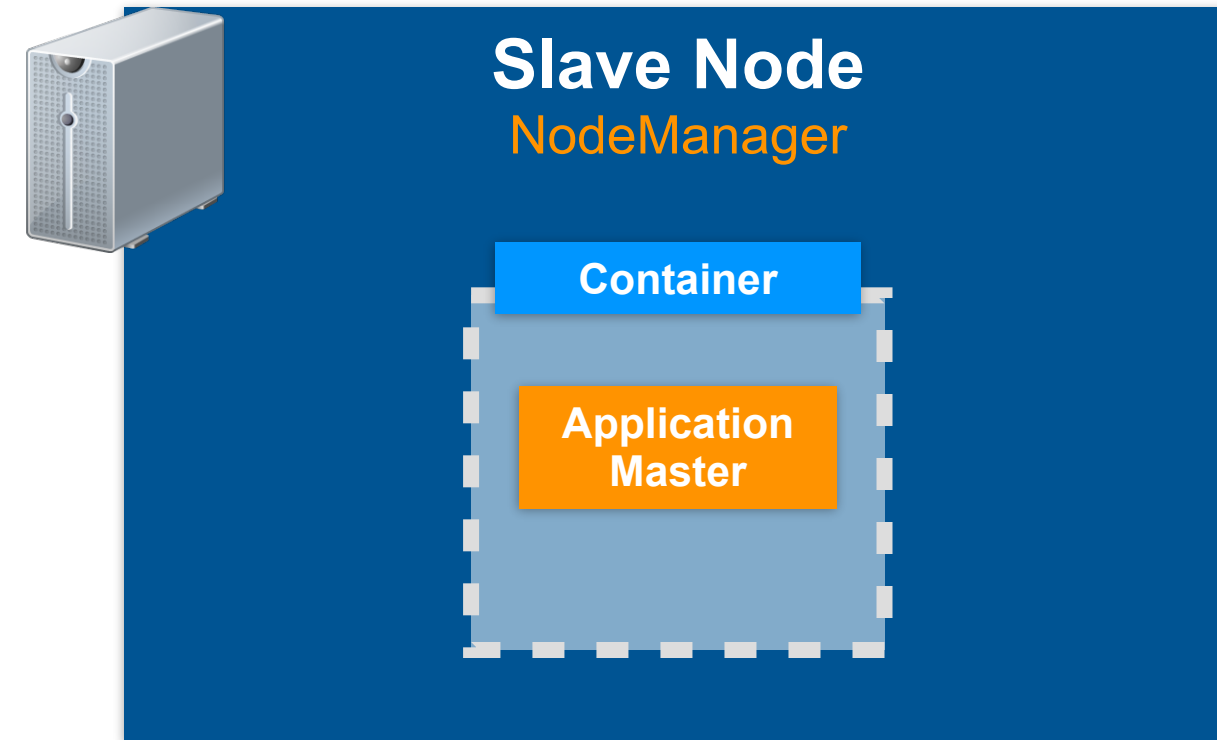 Slave Node
NodeManager
Container
Application
Master